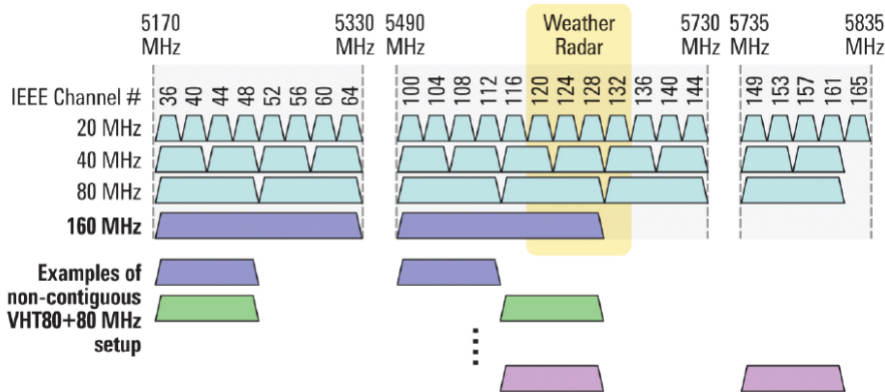 5170 MHz
5330 MHz
5490 MHz
Weather Radar
5730 MHz
5735 MHz
5835 MHz
IEEE Channel # 36 40 44 48 52 56 60 64 100 104 108 112 116 120 124 128 132 136 140 144 149 153 157 161 165
20 MHz
40 MHz
80 MHz
160 MHz
Examples of
non-contiguous
VHT80+80 MHz
setup